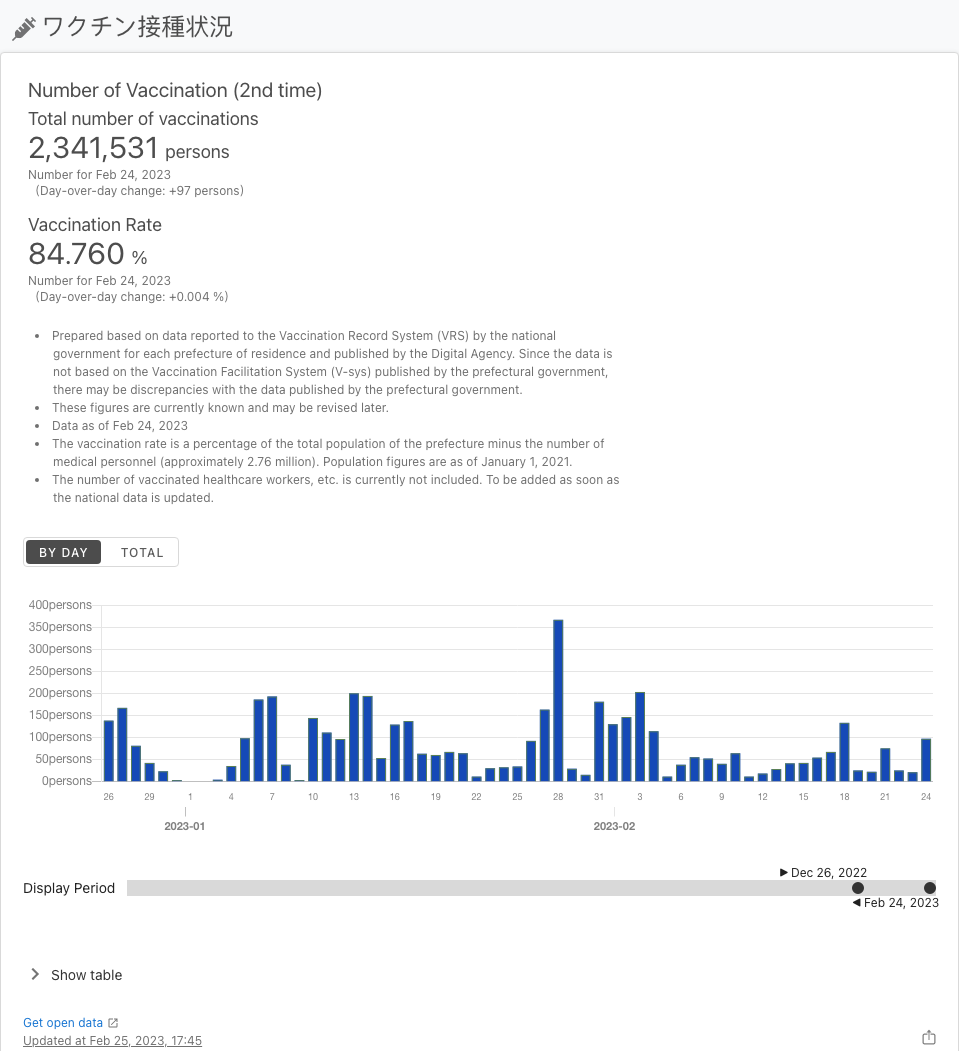 ワクチン接種状況
Number of Vaccination (2nd time)
Total number of vaccinations
2,341,531 persons
Number for Feb 24, 2023
(Day-over-day change: +97 persons)
Vaccination Rate
84.760 %
Number for Feb 24, 2023
(Day-over-day change: +0.004 %)
• Prepared based on data reported to the Vaccination Record System (VRS) by the national
government for each prefecture of residence and published by the Digital Agency. Since the data is
not based on the Vaccination Facilitation System (V-sys) published by the prefectural government,
there may be discrepancies with the data published by the prefectural government.
• These figures are currently known and may be revised later.
• Data as of Feb 24, 2023
• The vaccination rate is a percentage of the total population of the prefecture minus the number of
medical personnel (approximately 2.76 million). Population figures are as of January 1, 2021.
• The number of vaccinated healthcare workers, etc. is currently not included. To be added as soon as
the national data is updated.
BY DAY TOTAL
400persons
350persons
300persons
250persons
200persons
150persons
100persons
50persons
0persons
26 29 1 4 7 10 13 16 19 22 25 28 31 3 6 9 12 15 18 21 24
2023-01 2023-02
▶ Dec 26, 2022
Display Period
◀ Feb 24, 2023
Show table
Get open data
Updated at Feb 25, 2023, 17:45